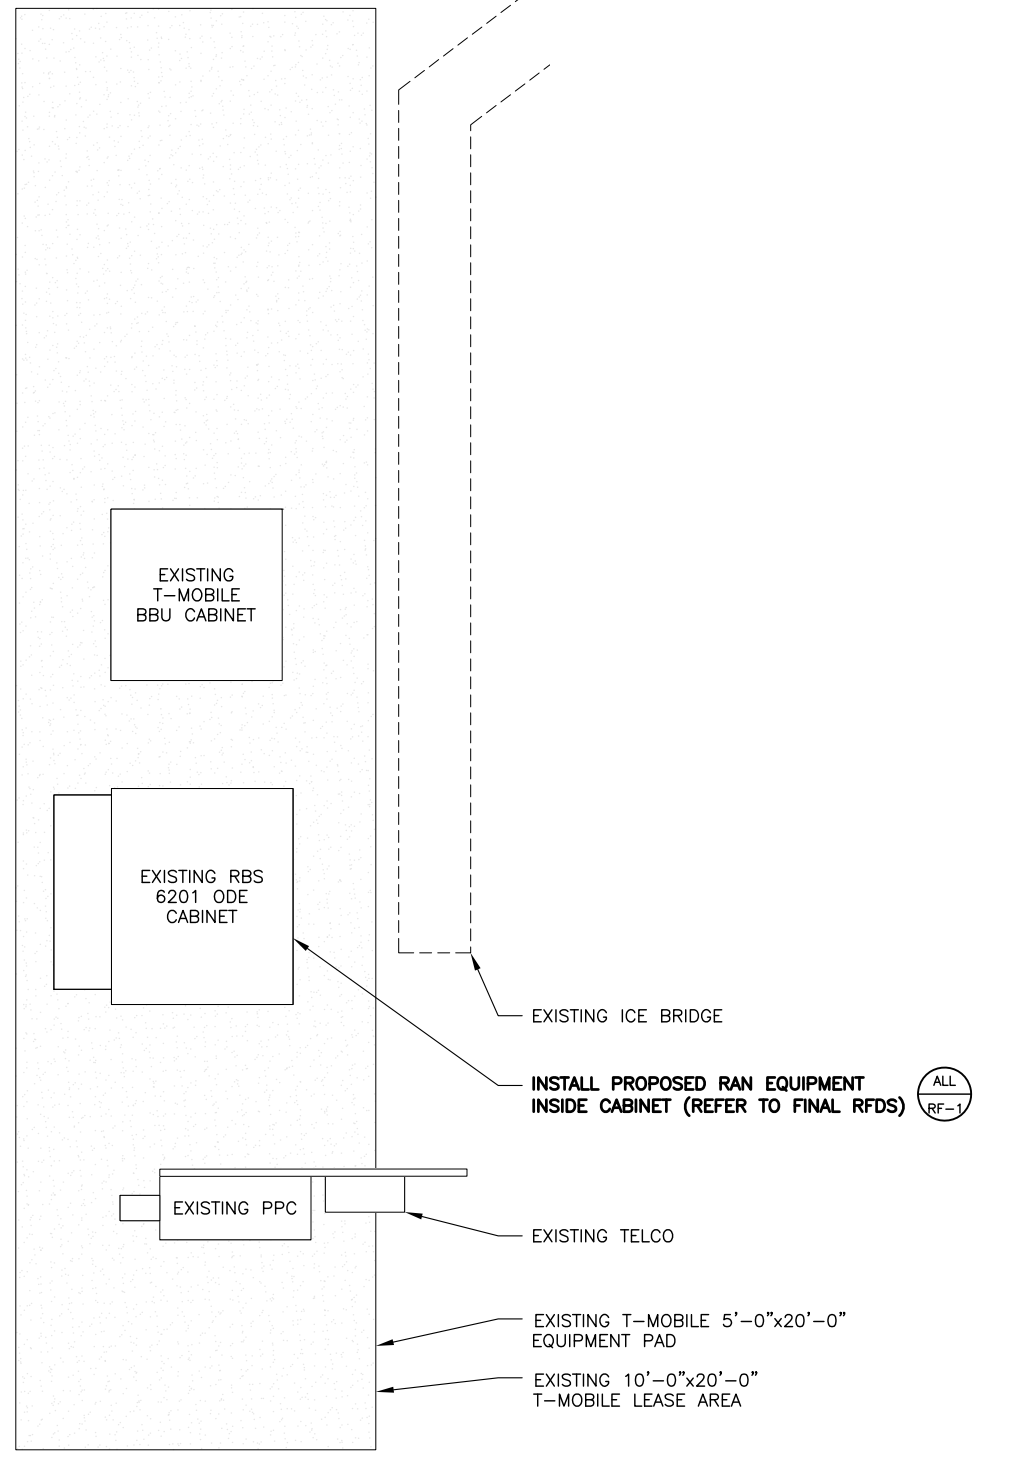 EXISTING
T-MOBILE
BBU CABINET
EXISTING RBS
6201 ODE
CABINET
EXISTING ICE BRIDGE
INSTALL PROPOSED RAN EQUIPMENT
INSIDE CABINET (REFER TO FINAL RFDS)
ALL
RF-1
EXISTING PPC
EXISTING TELCO
EXISTING T-MOBILE 5'-0"x20'-0"
EQUIPMENT PAD
EXISTING 10'-0"x20'-0"
T-MOBILE LEASE AREA